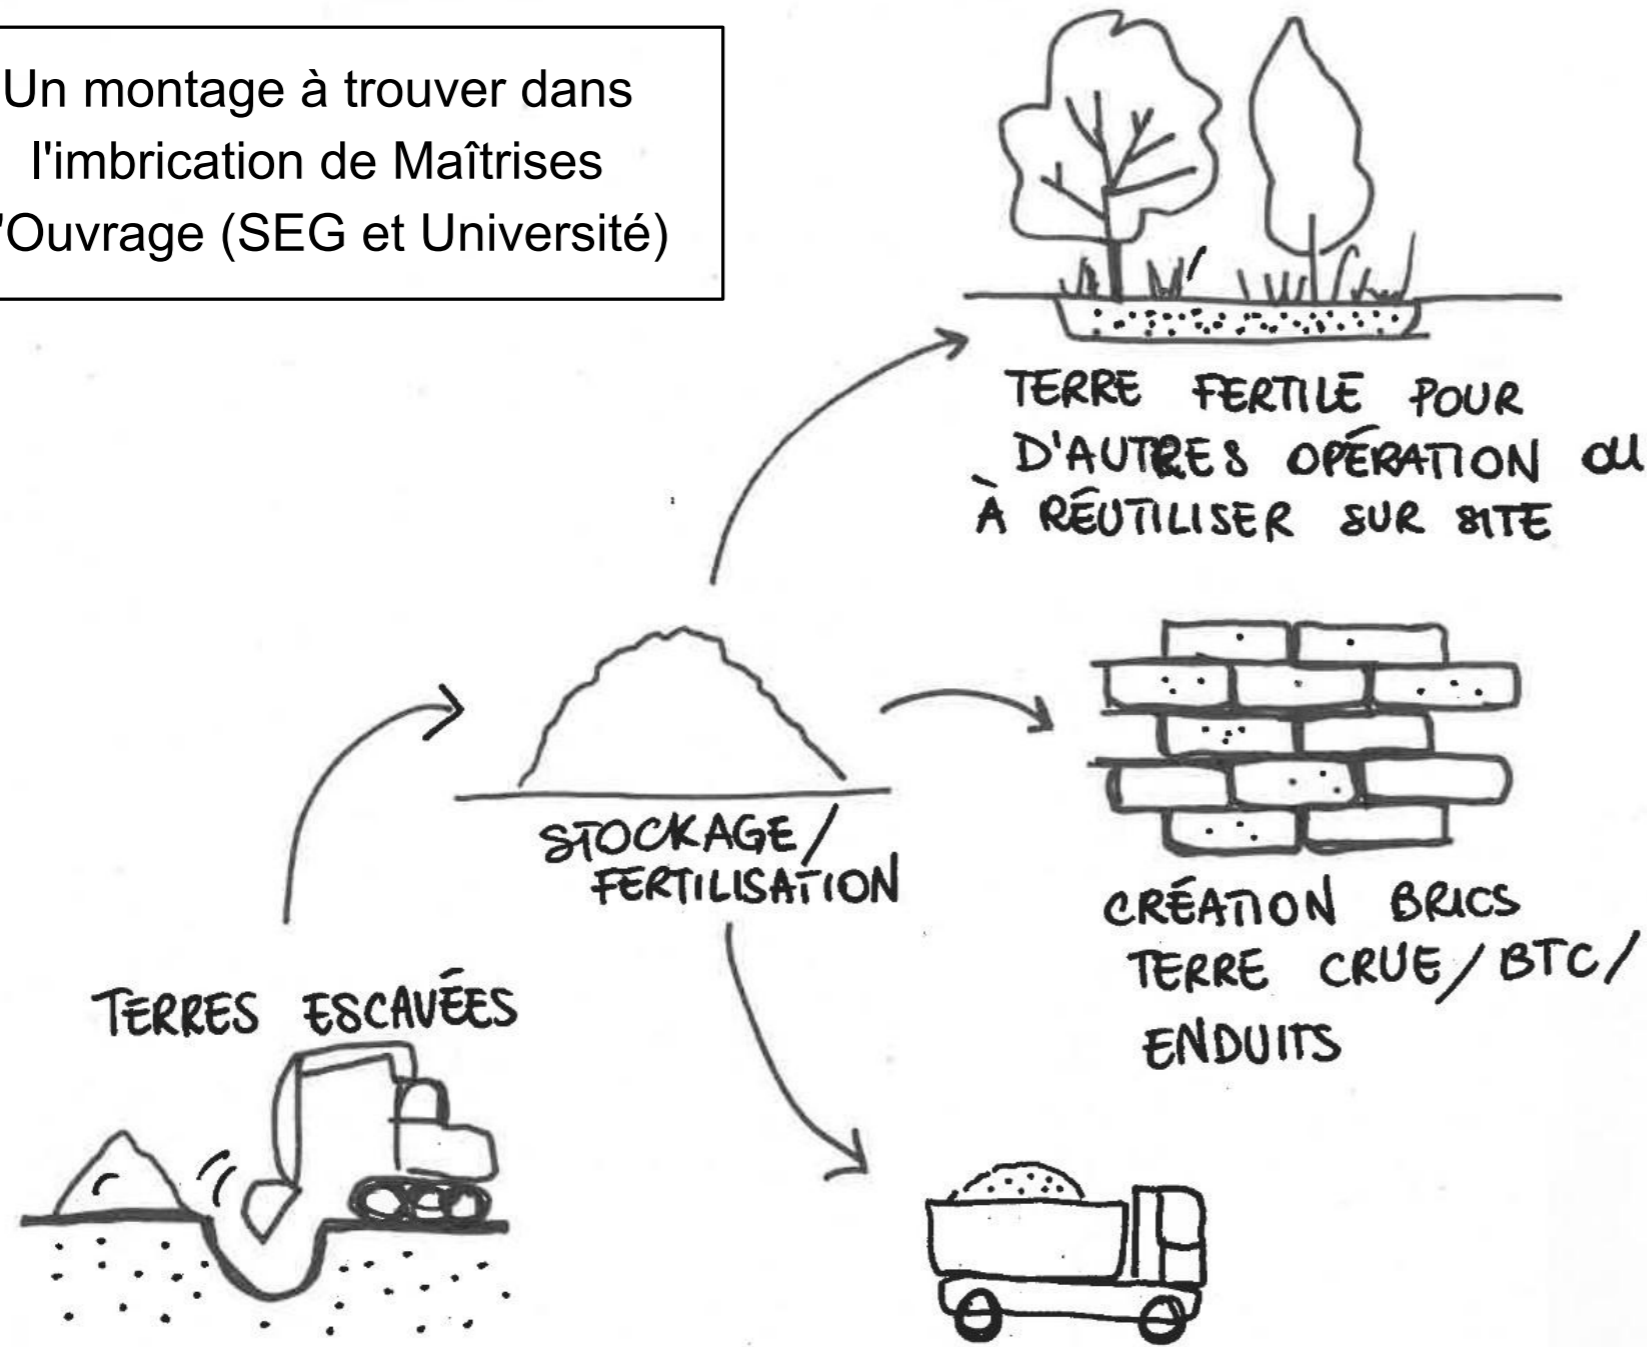 Un montage à trouver dans
l'imbrication de Maîtrises
'Ouvrage (SEG et Université)
TERRE FERTILE POUR
D'AUTRES OPÉRATION OU
À RÉUTILISER SUR SITE
STOCKAGE/
FERTILISATION
CRÉATION BRICS
TERRE CRUE/BTC/
ENDUITS
TERRES ESCAVÉES